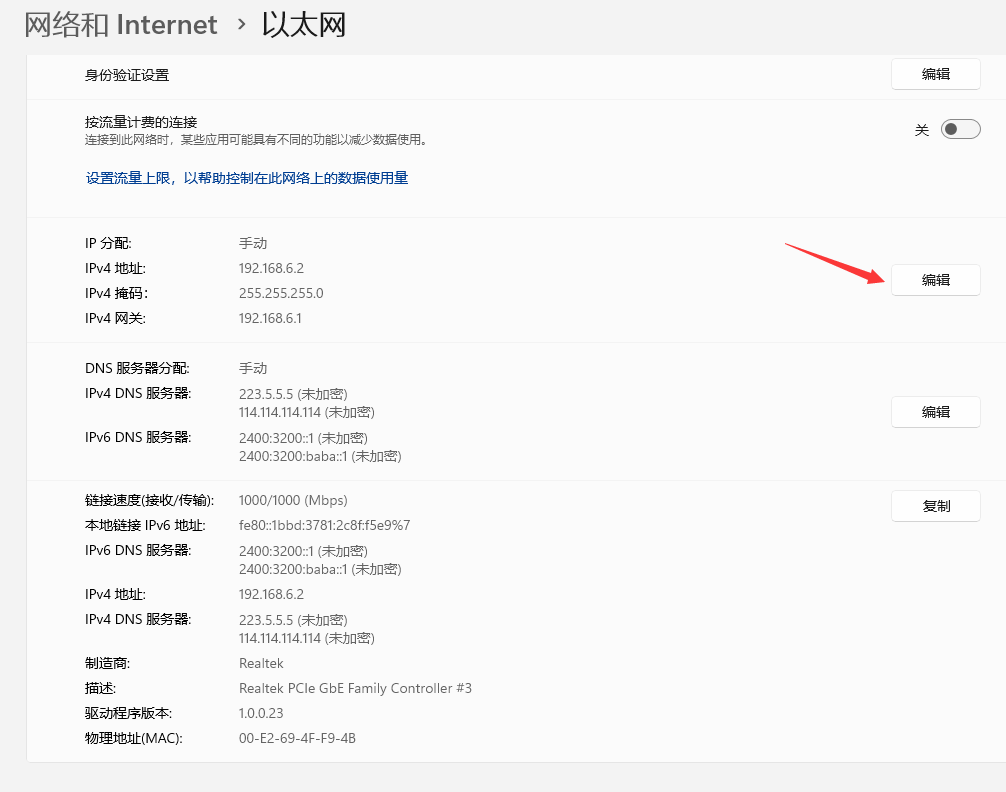 网络和 Internet › 以太网
身份验证设置 编辑
按流量计费的连接
连接到此网络时，某些应用可能具有不同的功能以减少数据使用。 关
设置流量上限，以帮助控制在此网络上的数据使用量
IP 分配: 手动
IPv4 地址: 192.168.6.2
编辑
IPv4 掩码: 255.255.255.0
IPv4 网关: 192.168.6.1
DNS 服务器分配: 手动
IPv4 DNS 服务器: 223.5.5.5 (未加密)
114.114.114.114 (未加密) 编辑
IPv6 DNS 服务器: 2400:3200::1 (未加密)
2400:3200:baba::1 (未加密)
链接速度(接收/传输): 1000/1000 (Mbps) 复制
本地链接 IPv6 地址: fe80::1bbd:3781:2c8f:f5e9%7
IPv6 DNS 服务器: 2400:3200::1 (未加密)
2400:3200:baba::1 (未加密)
IPv4 地址: 192.168.6.2
IPv4 DNS 服务器: 223.5.5.5 (未加密)
114.114.114.114 (未加密)
制造商: Realtek
描述: Realtek PCIe GbE Family Controller #3
驱动程序版本: 1.0.0.23
物理地址(MAC): 00-E2-69-4F-F9-4B